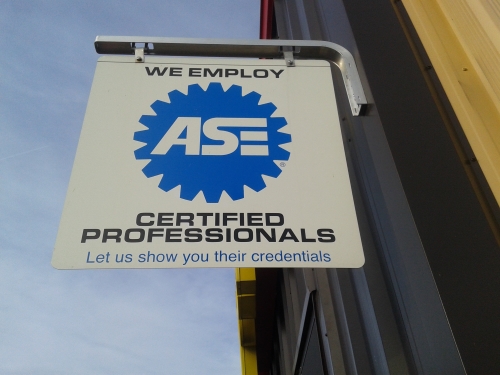 WE EMPLOY
ASE
®
CERTIFIED
PROFESSIONALS
Let us show you their credentials